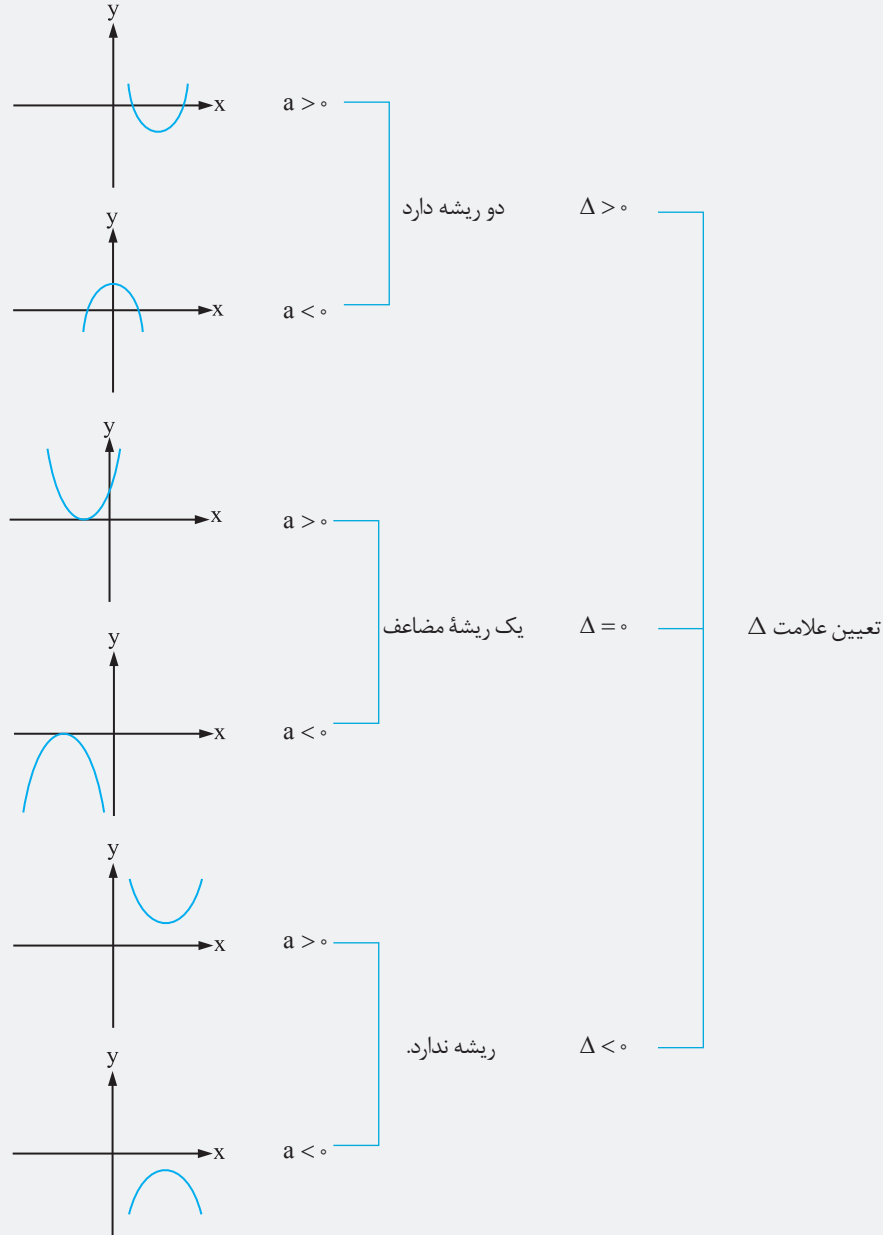 y
x
a > ۰
دو ریشه دارد
Δ > ۰
y
x
a < ۰
y
x
a > ۰
تعیین علامت Δ
Δ = ۰
یک ریشهٔ مضاعف
y
x
a < ۰
y
x
a > ۰
Δ < ۰
ریشه ندارد.
y
x
a < ۰